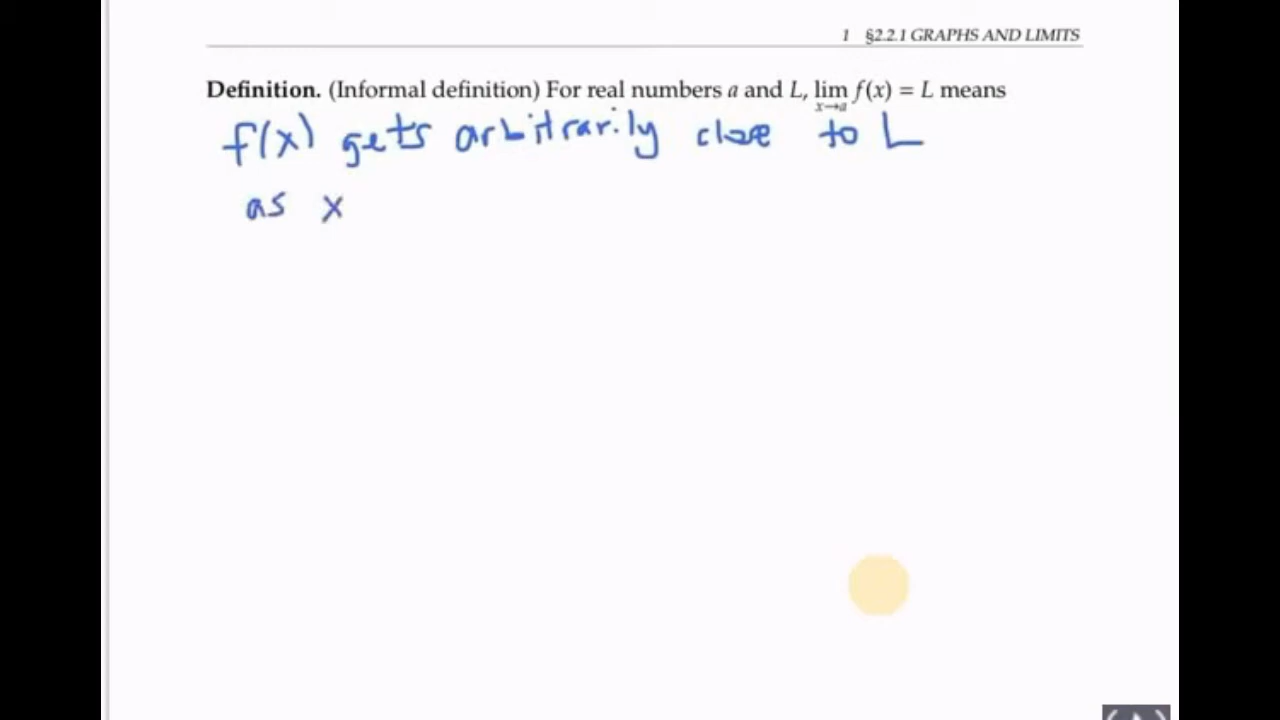 1 §2.2.1 GRAPHS AND LIMITS
Definition. (Informal definition) For real numbers a and L, lim x→a f(x) = L means
f(x) gets arbitrarily close to L
as x